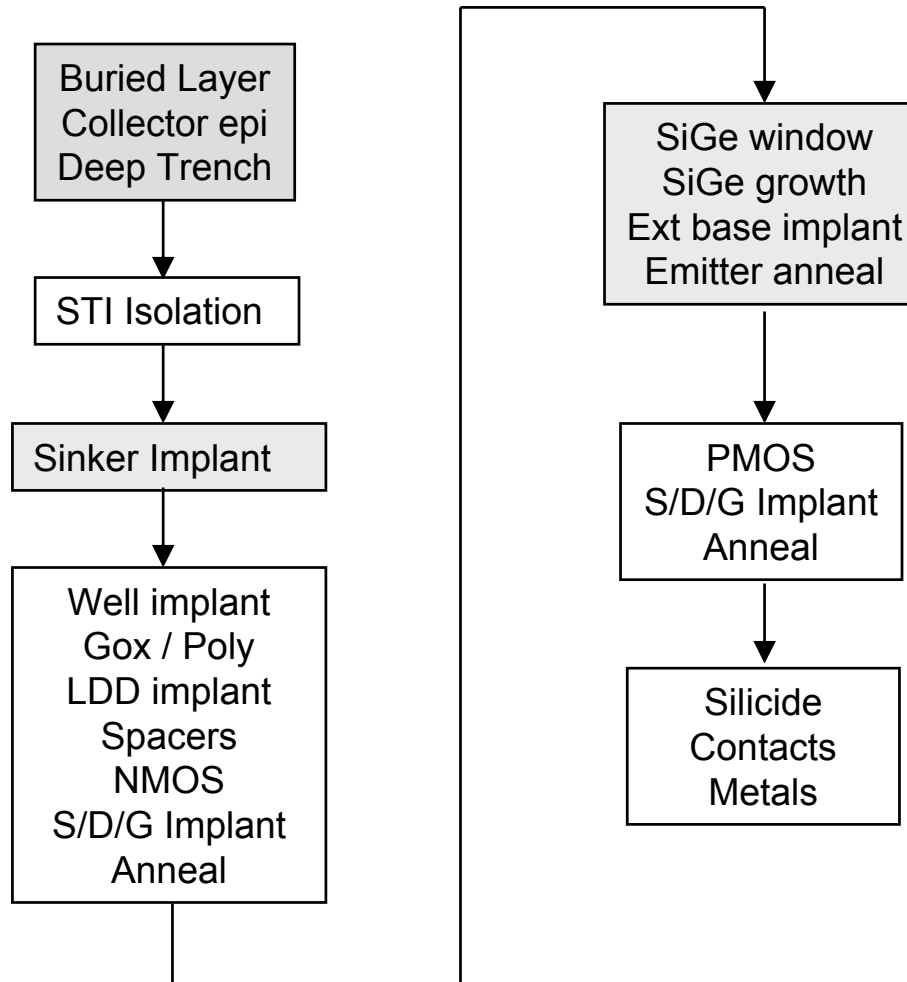 Buried Layer
Collector epi
Deep Trench
STI Isolation
Sinker Implant
Well implant
Gox / Poly
LDD implant
Spacers
NMOS
S/D/G Implant
Anneal
SiGe window
SiGe growth
Ext base implant
Emitter anneal
PMOS
S/D/G Implant
Anneal
Silicide
Contacts
Metals